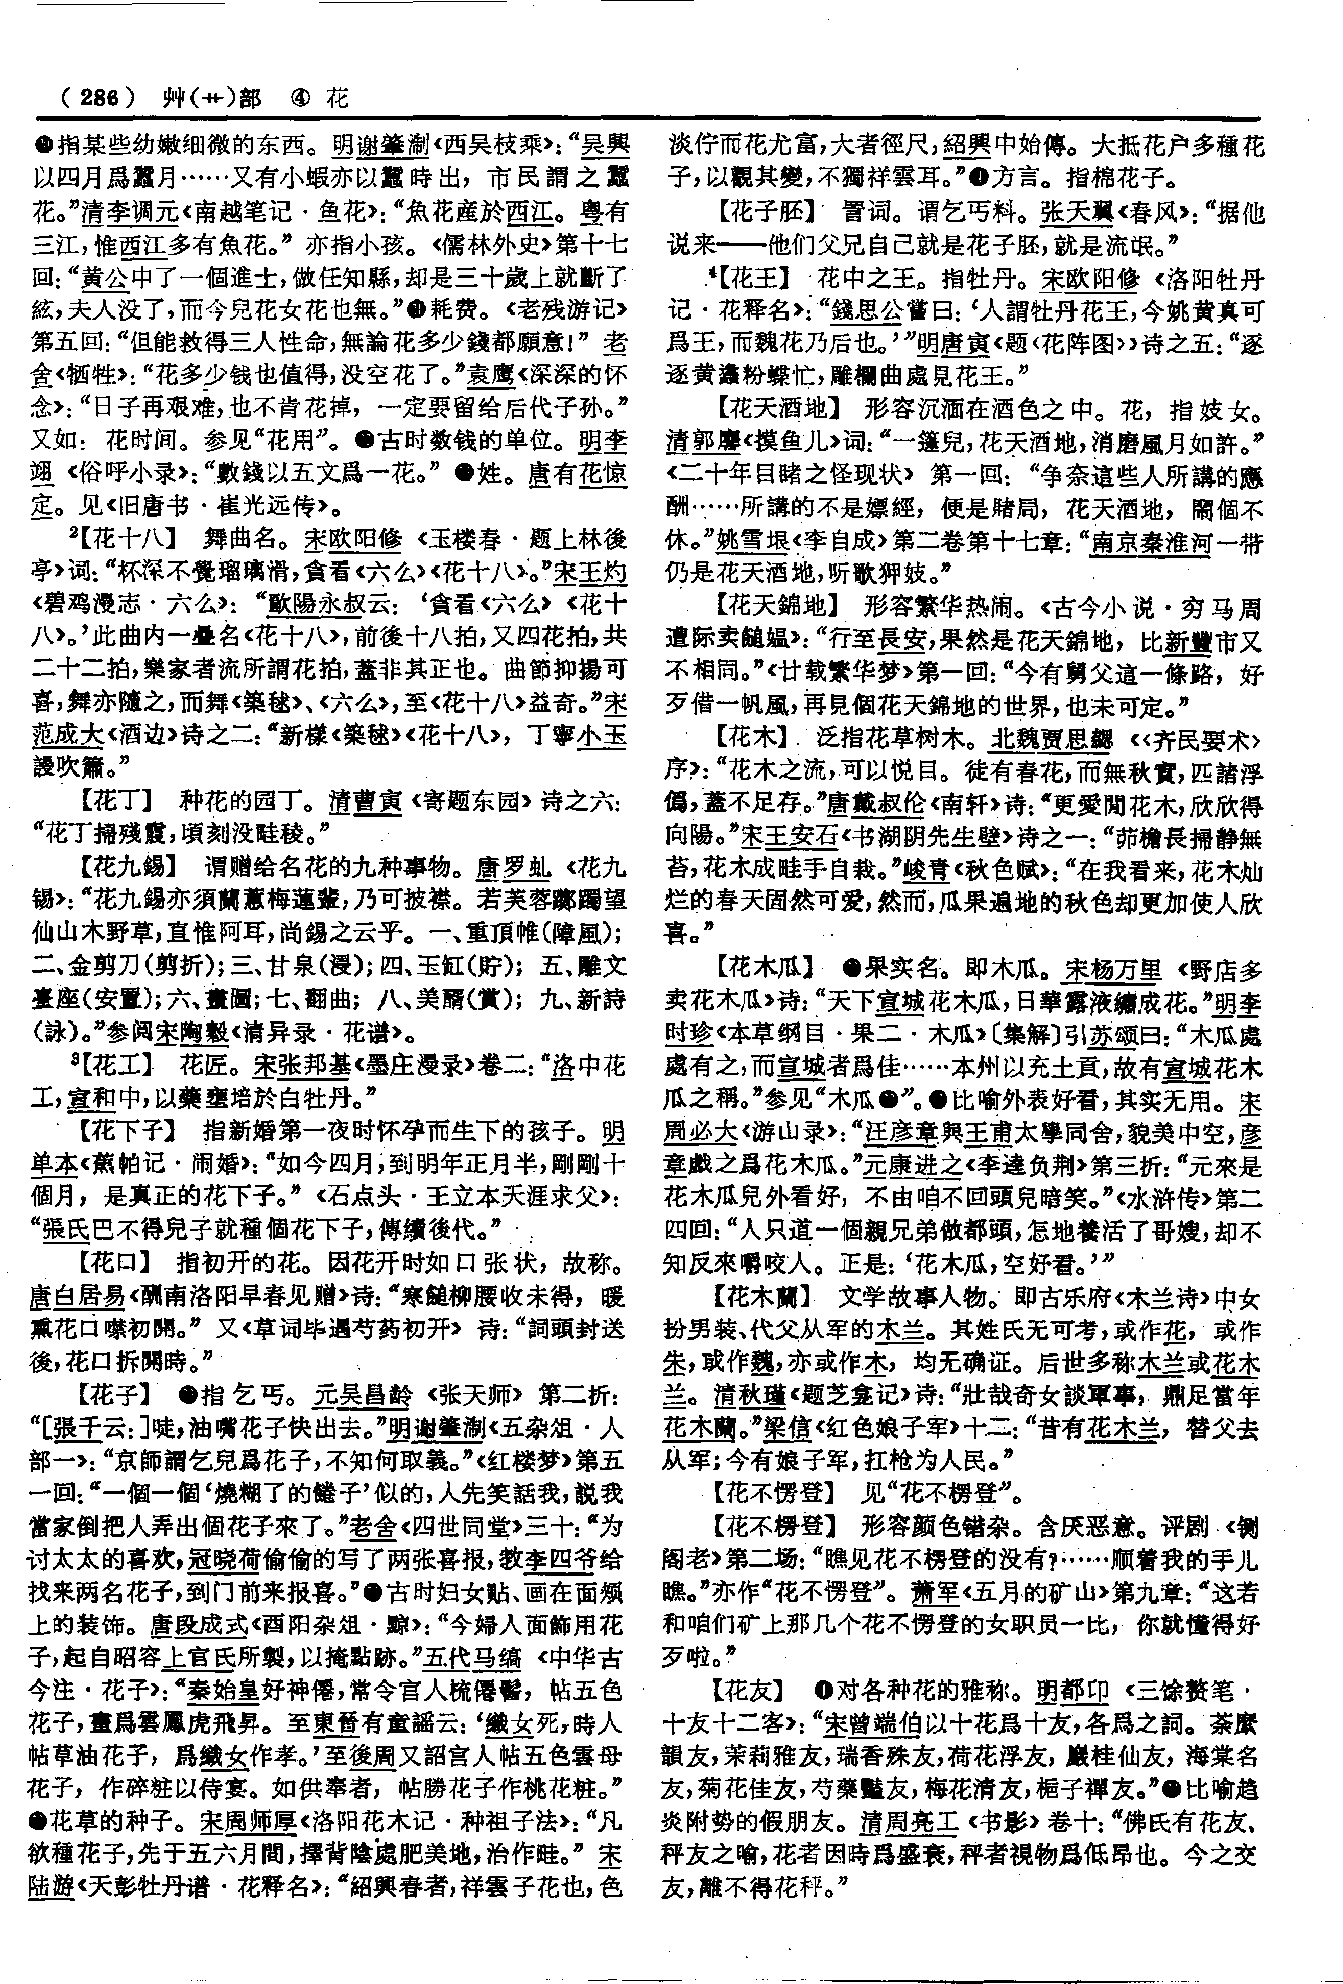 (286) 艸(艹)部 ④ 花
指某些幼嫩细微的东西。明谢肇淛《西吴枝乘》:“吴興
以四月爲蠶月……又有小蝦亦以蠶時出，市民謂之蠶
花。”清李调元《南越笔记·鱼花》:“魚花産於西江。粤有
三江,惟西江多有魚花。” 亦指小孩。《儒林外史》第十七
回:“黄公中了一個進士,做任知縣,却是三十歲上就斷了
絃,夫人没了,而今兒花女花也無。”耗费。《老残游记》
第五回:“但能救得三人性命,無論花多少錢都願意!” 老
舍《牺牲》:“花多少钱也值得,没空花了。”袁鹰《深深的怀
念》:“日子再艰难,也不肯花掉，一定要留给后代子孙。”
又如: 花时间。参见“花用”。古时数钱的单位。明李
翊《俗呼小录》:“數錢以五文爲一花。” 姓。唐有花惊
定。见《旧唐书·崔光远传》。
2【花十八】 舞曲名。宋欧阳修《玉楼春·题上林後
亭》词:“杯深不覺瑠璃滑,貪看《六么》《花十八》。”宋王灼
《碧鸡漫志·六么》: “歐陽永叔云:‘貪看《六么》《花十
八》。’此曲内一疊名《花十八》,前後十八拍,又四花拍,共
二十二拍,樂家者流所謂花拍,蓋非其正也。曲節抑揚可
喜,舞亦隨之,而舞《築毬》、《六么》,至《花十八》益奇。”宋
范成大《酒边》诗之二:“新樣《築毬》《花十八》，丁寧小玉
謾吹簫。”
【花丁】 种花的园丁。清曹寅《寄题东园》诗之六:
“花丁掃殘霞,頃刻没畦稜。”
【花九錫】 谓赠给名花的九种事物。唐罗虬《花九
锡》:“花九錫亦須蘭蕙梅蓮輩,乃可披襟。若芙蓉躑躅望
仙山木野草,直惟阿耳,尚錫之云乎。一、重頂帷(障風);
二、金剪刀(剪折);三、甘泉(浸);四、玉缸(貯); 五、雕文
臺座(安置);六、畫圖;七、翻曲; 八、美醑(賞); 九、新詩
(詠)。”参阅宋陶穀《清异录·花谱》。
3【花工】 花匠。宋张邦基《墨庄漫录》卷二:“洛中花
工,宣和中,以藥壅培於白牡丹。”
【花下子】 指新婚第一夜时怀孕而生下的孩子。明
单本《蕉帕记·闹婚》:“如今四月,到明年正月半,剛剛十
個月，是真正的花下子。”《石点头·王立本天涯求父》:
“張氏巴不得兒子就種個花下子,傳續後代。”
【花口】 指初开的花。因花开时如口张状，故称。
唐白居易《酬南洛阳早春见赠》诗:“寒鎚柳腰收未得，暖
熏花口噤初開。” 又《草词毕遇芍药初开》诗:“詞頭封送
後,花口拆開時。”
【花子】 指乞丐。元吴昌龄《张天师》第二折:
“[張千云:]哇,油嘴花子快出去。”明谢肇淛《五杂俎·人
部一》:“京師謂乞兒爲花子,不知何取義。”《红楼梦》第五
一回:“一個一個‘燒糊了的餈子’似的,人先笑話我,説我
當家倒把人弄出個花子來了。”老舍《四世同堂》三十:“为
讨太太的喜欢,冠晓荷偷偷的写了两张喜报,教李四爷给
找来两名花子,到门前来报喜。”古时妇女贴、画在面颊
上的装饰。唐段成式《酉阳杂俎·黥》:“今婦人面飾用花
子,起自昭容上官氏所製,以掩點跡。”五代马缟《中华古
今注·花子》:“秦始皇好神僊,常令宫人梳僊髻，帖五色
花子,畫爲雲鳳虎飛昇。至東晉有童謡云:‘織女死,時人
帖草油花子，爲織女作孝。’至後周又詔宫人帖五色雲母
花子，作碎粧以侍宴。如供奉者，帖勝花子作桃花粧。”
花草的种子。宋周师厚《洛阳花木记·种祖子法》:“凡
欲種花子,先于五六月間,擇背陰處肥美地,治作畦。” 宋
陆游《天彭牡丹谱·花释名》:“紹興春者,祥雲子花也,色
淡佇而花尤富,大者徑尺,紹興中始傳。大抵花户多種花
子,以觀其變,不獨祥雲耳。”方言。指棉花子。
【花子胚】 詈词。谓乞丐料。张天翼《春风》:“据他
说来——他们父兄自己就是花子胚,就是流氓。”
4【花王】 花中之王。指牡丹。宋欧阳修《洛阳牡丹
记·花释名》:“錢思公嘗曰:‘人謂牡丹花王,今姚黄真可
爲王,而魏花乃后也。’”明唐寅《题〈花阵图〉》诗之五:“逐
逐黄蠭粉蝶忙,雕欄曲處見花王。”
【花天酒地】 形容沉湎在酒色之中。花，指妓女。
清郭麐《摸鱼儿》词:“一篷兒,花天酒地,消磨風月如許。”
《二十年目睹之怪现状》第一回: “争奈這些人所講的應
酬……所講的不是嫖經，便是賭局，花天酒地，鬧個不
休。”姚雪垠《李自成》第二卷第十七章:“南京秦淮河一带
仍是花天酒地,听歌狎妓。”
【花天錦地】 形容繁华热闹。《古今小说·穷马周
遭际卖䭔媪》:“行至長安,果然是花天錦地，比新豐市又
不相同。”《廿载繁华梦》第一回:“今有舅父這一條路，好
歹借一帆風,再見個花天錦地的世界,也未可定。”
【花木】 泛指花草树木。北魏贾思勰《〈齐民要术〉
序》:“花木之流,可以悦目。徒有春花,而無秋實,匹諸浮
僞,蓋不足存。”唐戴叔伦《南轩》诗:“更愛閒花木,欣欣得
向陽。”宋王安石《书湖阴先生壁》诗之一:“茆檐長掃静無
苔,花木成畦手自栽。”峻青《秋色赋》:“在我看来,花木灿
烂的春天固然可爱,然而,瓜果遍地的秋色却更加使人欣
喜。”
【花木瓜】 果实名。即木瓜。宋杨万里《野店多
卖花木瓜》诗:“天下宣城花木瓜,日華露液繡成花。”明李
时珍《本草纲目·果二·木瓜》〔集解〕引苏颂曰:“木瓜處
處有之,而宣城者爲佳……本州以充土貢,故有宣城花木
瓜之稱。”参见“木瓜”。比喻外表好看,其实无用。宋
周必大《游山录》:“汪彦章與王甫太學同舍,貌美中空,彦
章戲之爲花木瓜。”元康进之《李逵负荆》第三折:“元來是
花木瓜兒外看好，不由咱不回頭兒暗笑。”《水浒传》第二
四回:“人只道一個親兄弟做都頭,怎地養活了哥嫂,却不
知反來嚼咬人。正是:‘花木瓜,空好看。’”
【花木蘭】 文学故事人物。即古乐府《木兰诗》中女
扮男装、代父从军的木兰。其姓氏无可考,或作花，或作
朱,或作魏,亦或作木，均无确证。后世多称木兰或花木
兰。清秋瑾《题芝龛记》诗:“壯哉奇女談軍事，鼎足當年
花木蘭。”梁信《红色娘子军》十二:“昔有花木兰，替父去
从军;今有娘子军,扛枪为人民。”
【花不愣登】 见“花不楞登”。
【花不楞登】 形容颜色错杂。含厌恶意。评剧《铡
阁老》第二场:“瞧见花不楞登的没有?……顺着我的手儿
瞧。”亦作“花不愣登”。萧军《五月的矿山》第九章:“这若
和咱们矿上那几个花不愣登的女职员一比，你就懂得好
歹啦。”
【花友】 ❶对各种花的雅称。明都卬《三馀赘笔·
十友十二客》:“宋曾端伯以十花爲十友,各爲之詞。荼䕷
韻友,茉莉雅友,瑞香殊友,荷花浮友，巖桂仙友，海棠名
友,菊花佳友,芍藥豔友,梅花清友,梔子禪友。”比喻趋
炎附势的假朋友。清周亮工《书影》卷十:“佛氏有花友、
秤友之喻,花者因時爲盛衰,秤者視物爲低昂也。今之交
友,離不得花秤。”